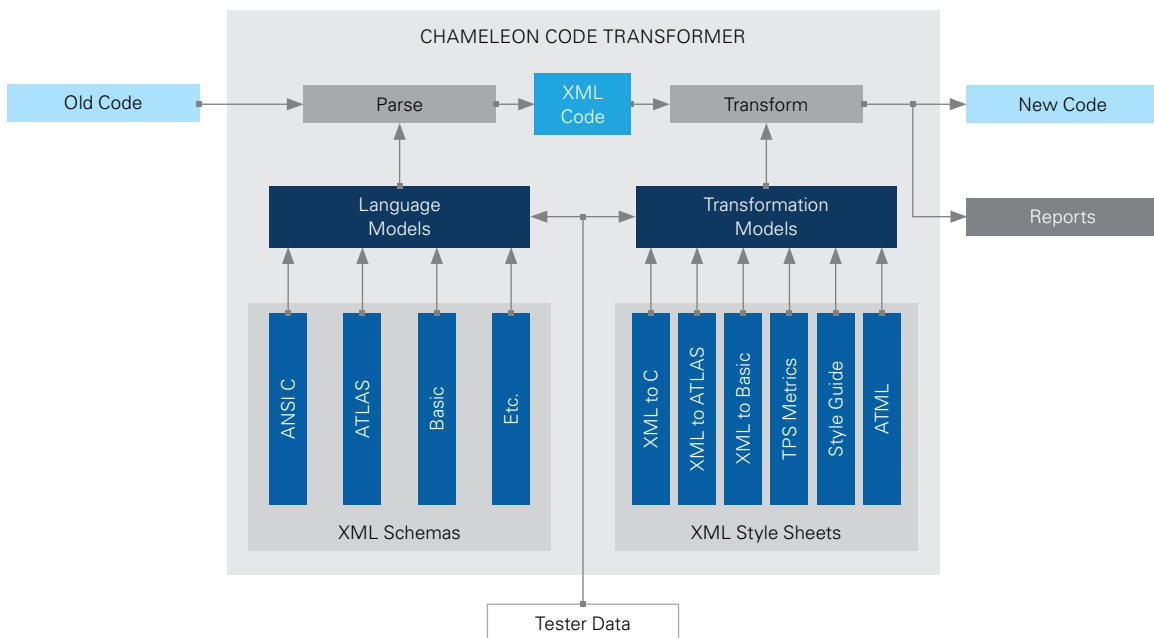 CHAMELEON CODE TRANSFORMER
Old Code
Parse
XML
Code
Transform
New Code
Language
Models
Transformation
Models
Reports
ANSI C
ATLAS
Basic
Etc.
XML to C
XML to ATLAS
XML to Basic
TPS Metrics
Style Guide
ATML
XML Schemas
XML Style Sheets
Tester Data